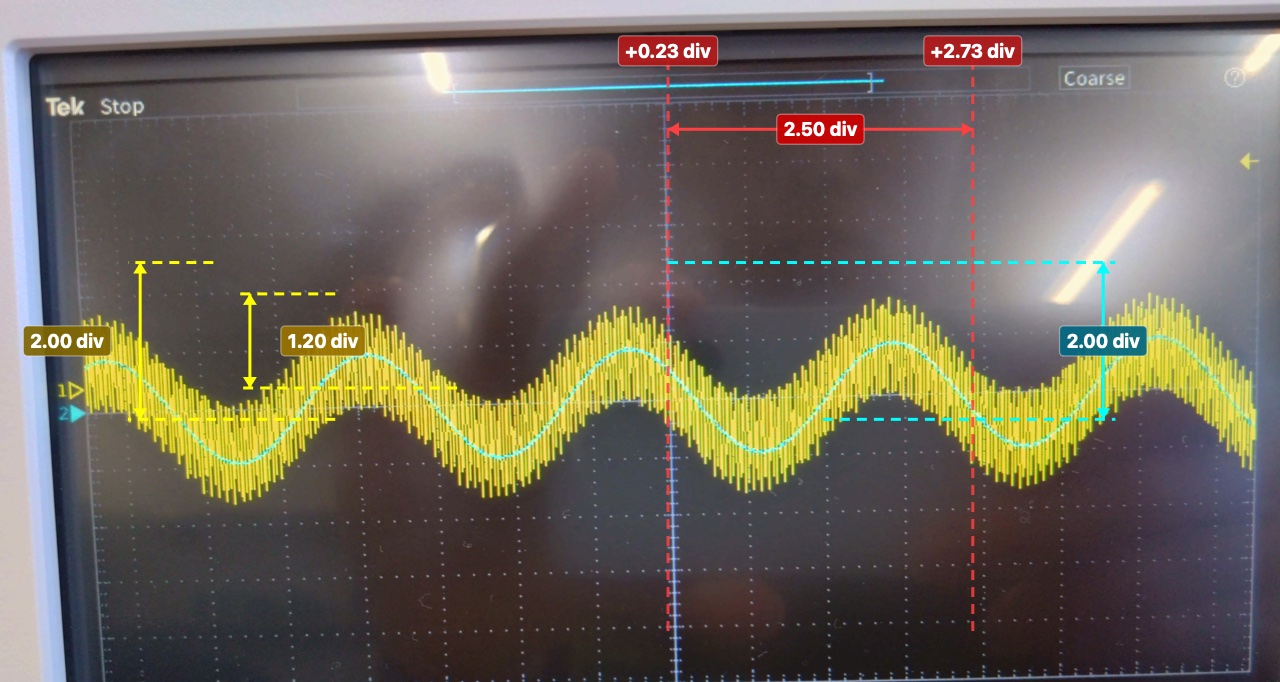 +0.23 div
+2.73 div
Coarse
?
Tek Stop
2.50 div
2.00 div
1.20 div
2.00 div
1
2